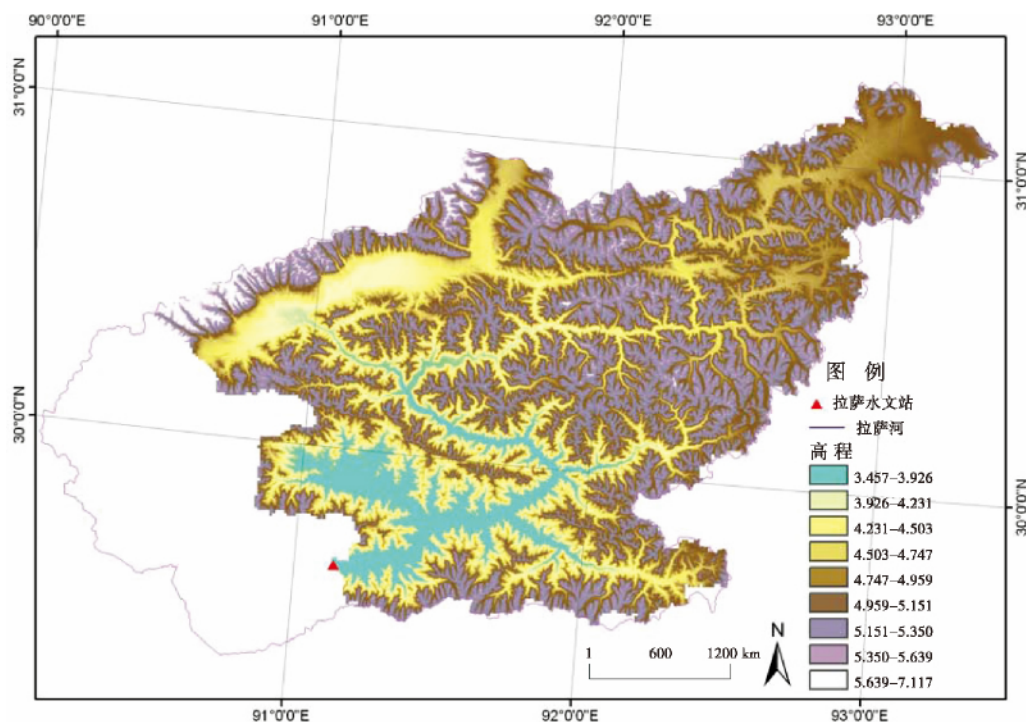 90°0'0"E 91°0'0"E 92°0'0"E 93°0'0"E
31°0'0"N
31°0'0"N
30°0'0"N
30°0'0"N
图 例
拉萨水文站
拉萨河
高程
3.457–3.926
3.926–4.231
4.231–4.503
4.503–4.747
4.747–4.959
4.959–5.151
5.151–5.350
5.350–5.639
5.639–7.117
N
1 600 1200 km
91°0'0"E 92°0'0"E 93°0'0"E